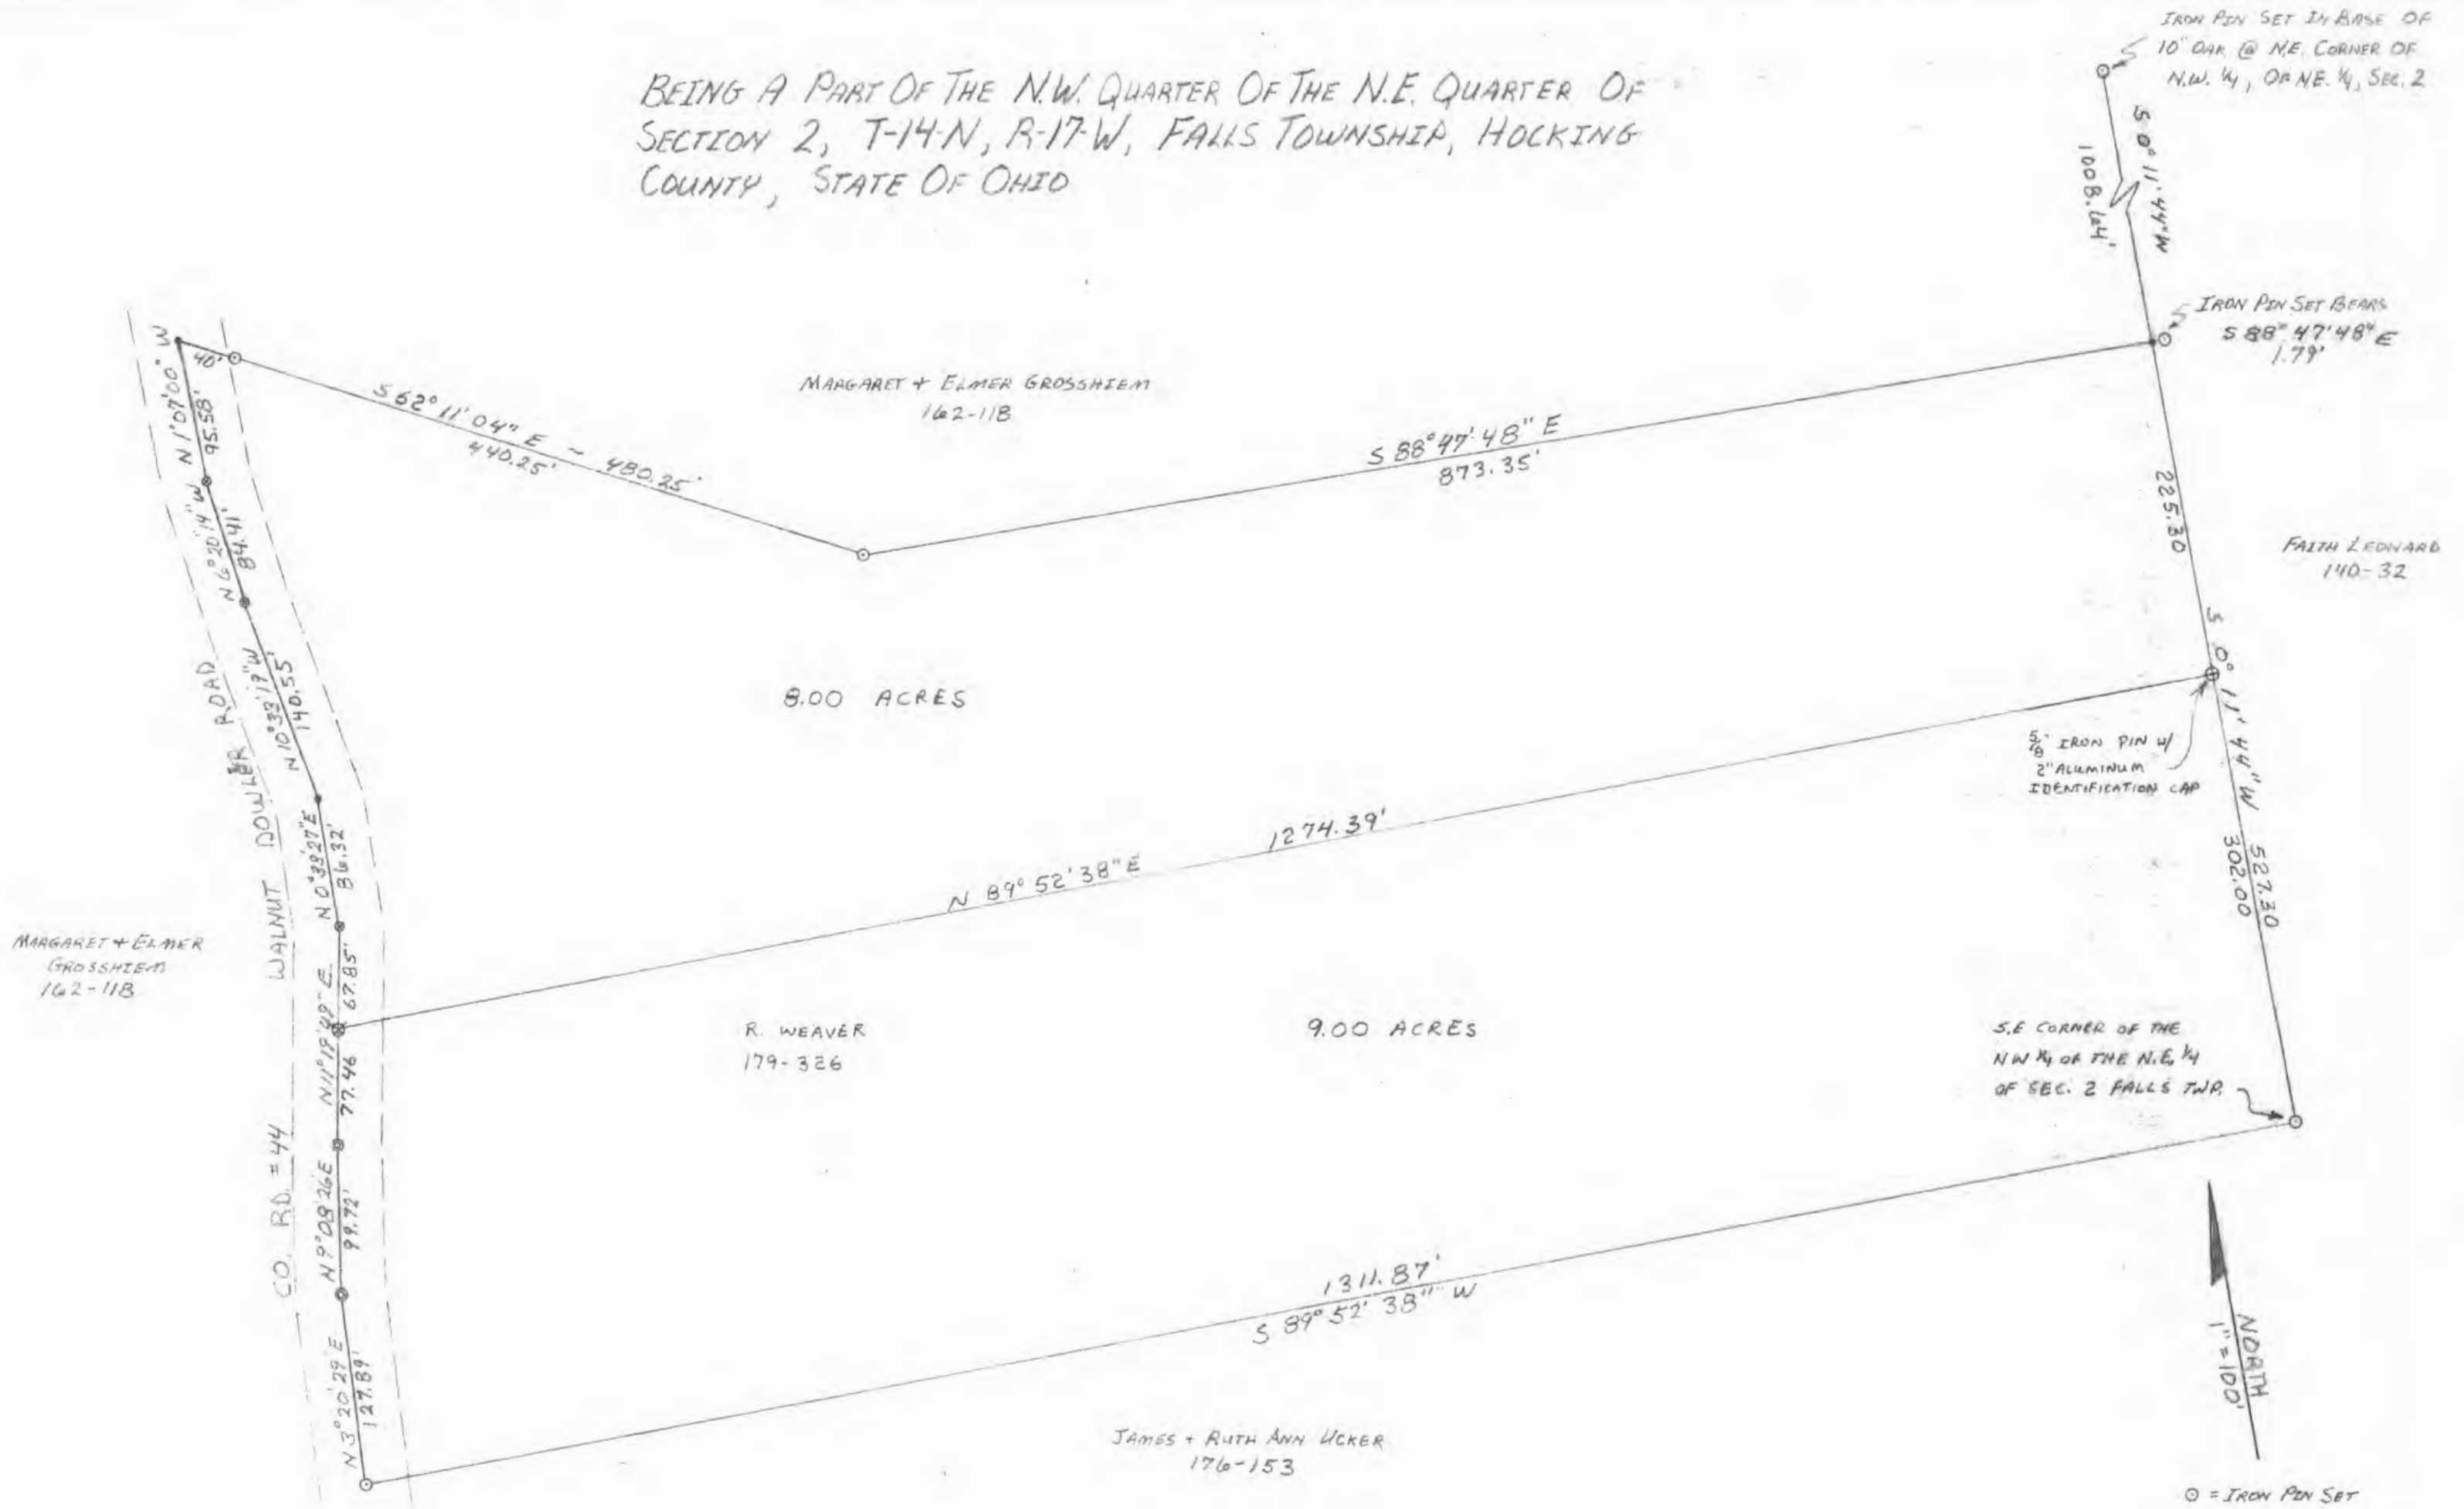 BEING A PART OF THE N.W. QUARTER OF THE N.E. QUARTER OF
SECTION 2, T-14-N, R-17-W, FALLS TOWNSHIP, HOCKING
COUNTY, STATE OF OHIO
IRON PIN SET IN BASE OF
10" OAK @ N.E. CORNER OF
N.W. ¼, OF NE. ¼, SEC. 2
S 0° 11' 44" W
1008.64'
IRON PIN SET BEARS
S 88° 47' 48" E
1.79'
MARGARET + ELMER GROSSHIEM
162-118
40'
S 62° 11' 04" E ~ 480.25'
440.25'
S 88° 47' 48" E
873.35'
225.30
FAITH LEONARD
140-32
N 1° 07' 00" W
95.58'
N 6° 20' 14" W
84.41'
N 10° 33' 19" W
140.55'
N 0° 33' 27" E
86.32'
8.00 ACRES
S 0° 11' 44" W 527.30
302.00
5/8" IRON PIN W/
2" ALUMINUM
IDENTIFICATION CAP
N 89° 52' 38" E
1274.39'
CO. RD. #44 WALNUT DOWLER ROAD
MARGARET + ELMER
GROSSHIEM
162-118
N 11° 19' 49" E
67.85'
77.46
R. WEAVER
179-326
9.00 ACRES
S.E CORNER OF THE
NW ¼ OF THE N.E. ¼
OF SEC. 2 FALLS TWP.
N 9° 08' 26 E
99.72'
N 3° 20' 29 E
127.89'
1311.87'
S 89° 52' 38" W
JAMES + RUTH ANN UCKER
176-153
NORTH
1" = 100'
⊙ = IRON PIN SET